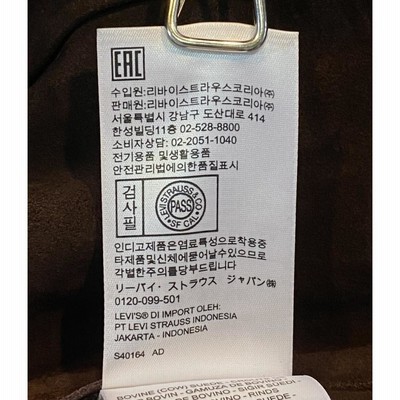 EAC
수입원:리바이스트라우스코리아㈜
판매원:리바이스트라우스코리아㈜
서울특별시 강남구 도산대로 414
한성빌딩11층 02-528-8800
소비자상담: 02-2051-1040
전기용품 및생활용품
안전관리법에의한품질표시
검사필
LEVI STRAUSS & CO
PASS
SF CAL.
인디고제품은염료특성으로착용중
타제품및신체에묻어날수있으므로
각별한주의를당부드립니다
リーバイ・ストラウス ジャパン㈱
0120-099-501
LEVI'S® DI IMPORT OLEH:
PT LEVI STRAUSS INDONESIA
JAKARTA - INDONESIA
S40164 AD
BOVINE (COW) SUEDE